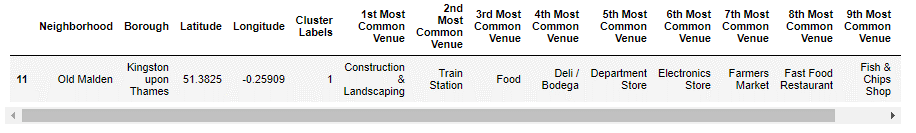 Neighborhood Borough Latitude Longitude Cluster Labels 1st Most Common Venue 2nd Most Common Venue 3rd Most Common Venue 4th Most Common Venue 5th Most Common Venue 6th Most Common Venue 7th Most Common Venue 8th Most Common Venue 9th Most Common Venue
11 Old Malden Kingston upon Thames 51.3825 -0.25909 1 Construction & Landscaping Train Station Food Deli / Bodega Department Store Electronics Store Farmers Market Fast Food Restaurant Fish & Chips Shop